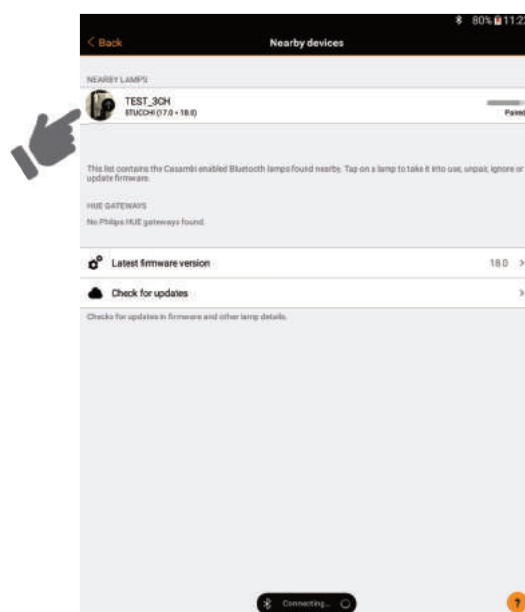 80% 11:22
< Back
Nearby devices
NEARBY LAMPS
TEST_3CH
STUCCHI (17.0 • 18.0)
Paired
This list contains the Casambi enabled Bluetooth lamps found nearby. Tap on a lamp to take it into use, unpair, ignore or
update firmware.
HUE GATEWAYS
No Philips HUE gateways found.
Latest firmware version
18.0 >
Check for updates
>
Checks for updates in firmware and other lamp details.
Connecting...
?